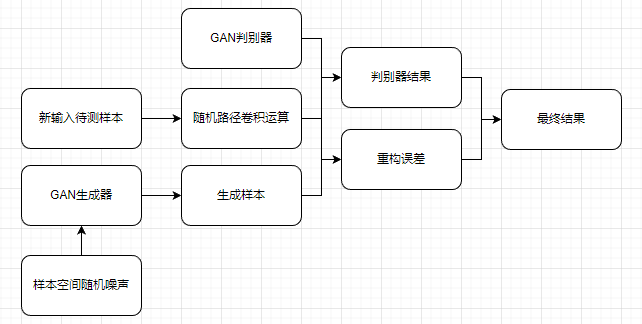 GAN判别器
判别器结果
新输入待测样本
随机路径卷积运算
最终结果
重构误差
GAN生成器
生成样本
样本空间随机噪声